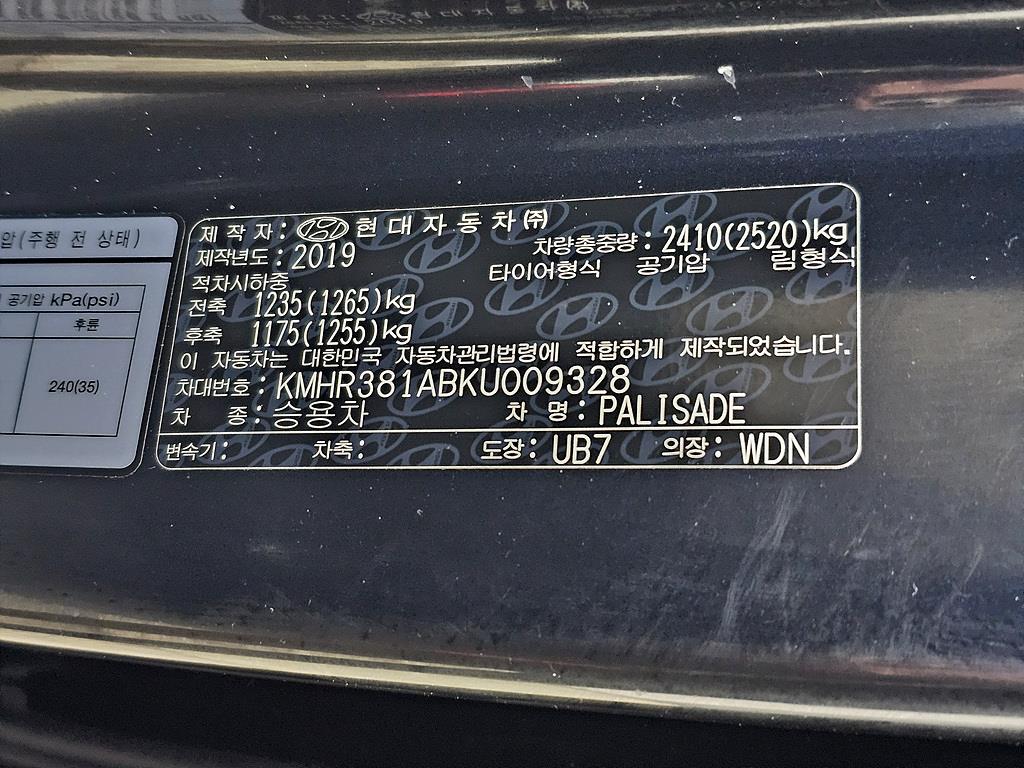 압(주행 전 상태)
공기압 kPa(psi)
후륜
240(35)
제 작 자 : 현 대 자 동 차 ㈜
제작년도 : 2019 차량총중량 : 2410(2520)kg
적차시하중 타이어형식 공기압 림형식
전축 1235(1265)kg
후축 1175(1255)kg
이 자동차는 대한민국 자동차관리법령에 적합하게 제작되었습니다.
차대번호 : KMHR381ABKU009328
차 종 : 승용차 차 명 : PALISADE
변속기 : 차축 : 도장 : UB7 의장 : WDN